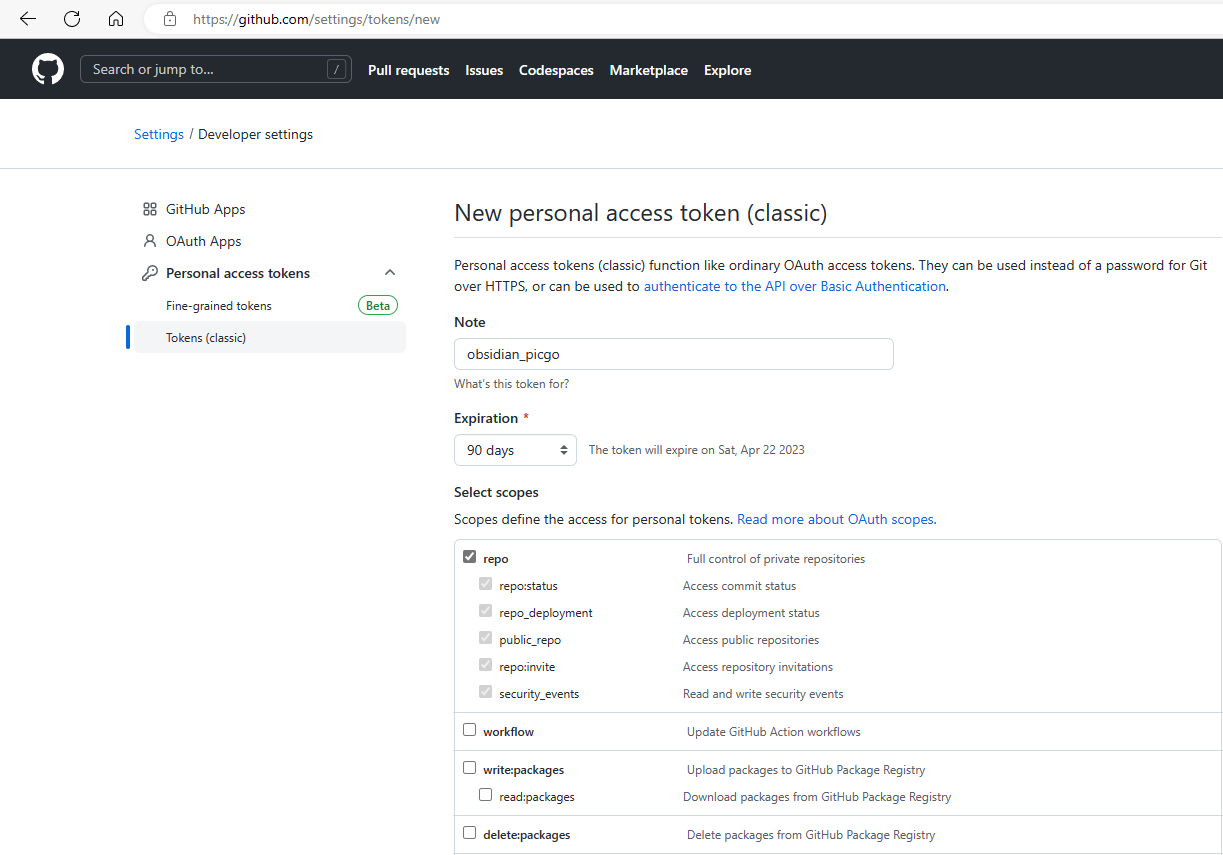 https://github.com/settings/tokens/new
Search or jump to... / Pull requests Issues Codespaces Marketplace Explore
Settings / Developer settings
GitHub Apps
OAuth Apps
Personal access tokens
Fine-grained tokens Beta
Tokens (classic)
New personal access token (classic)
Personal access tokens (classic) function like ordinary OAuth access tokens. They can be used instead of a password for Git
over HTTPS, or can be used to authenticate to the API over Basic Authentication.
Note
obsidian_picgo
What's this token for?
Expiration *
90 days The token will expire on Sat, Apr 22 2023
Select scopes
Scopes define the access for personal tokens. Read more about OAuth scopes.
repo Full control of private repositories
repo:status Access commit status
repo_deployment Access deployment status
public_repo Access public repositories
repo:invite Access repository invitations
security_events Read and write security events
workflow Update GitHub Action workflows
write:packages Upload packages to GitHub Package Registry
read:packages Download packages from GitHub Package Registry
delete:packages Delete packages from GitHub Package Registry